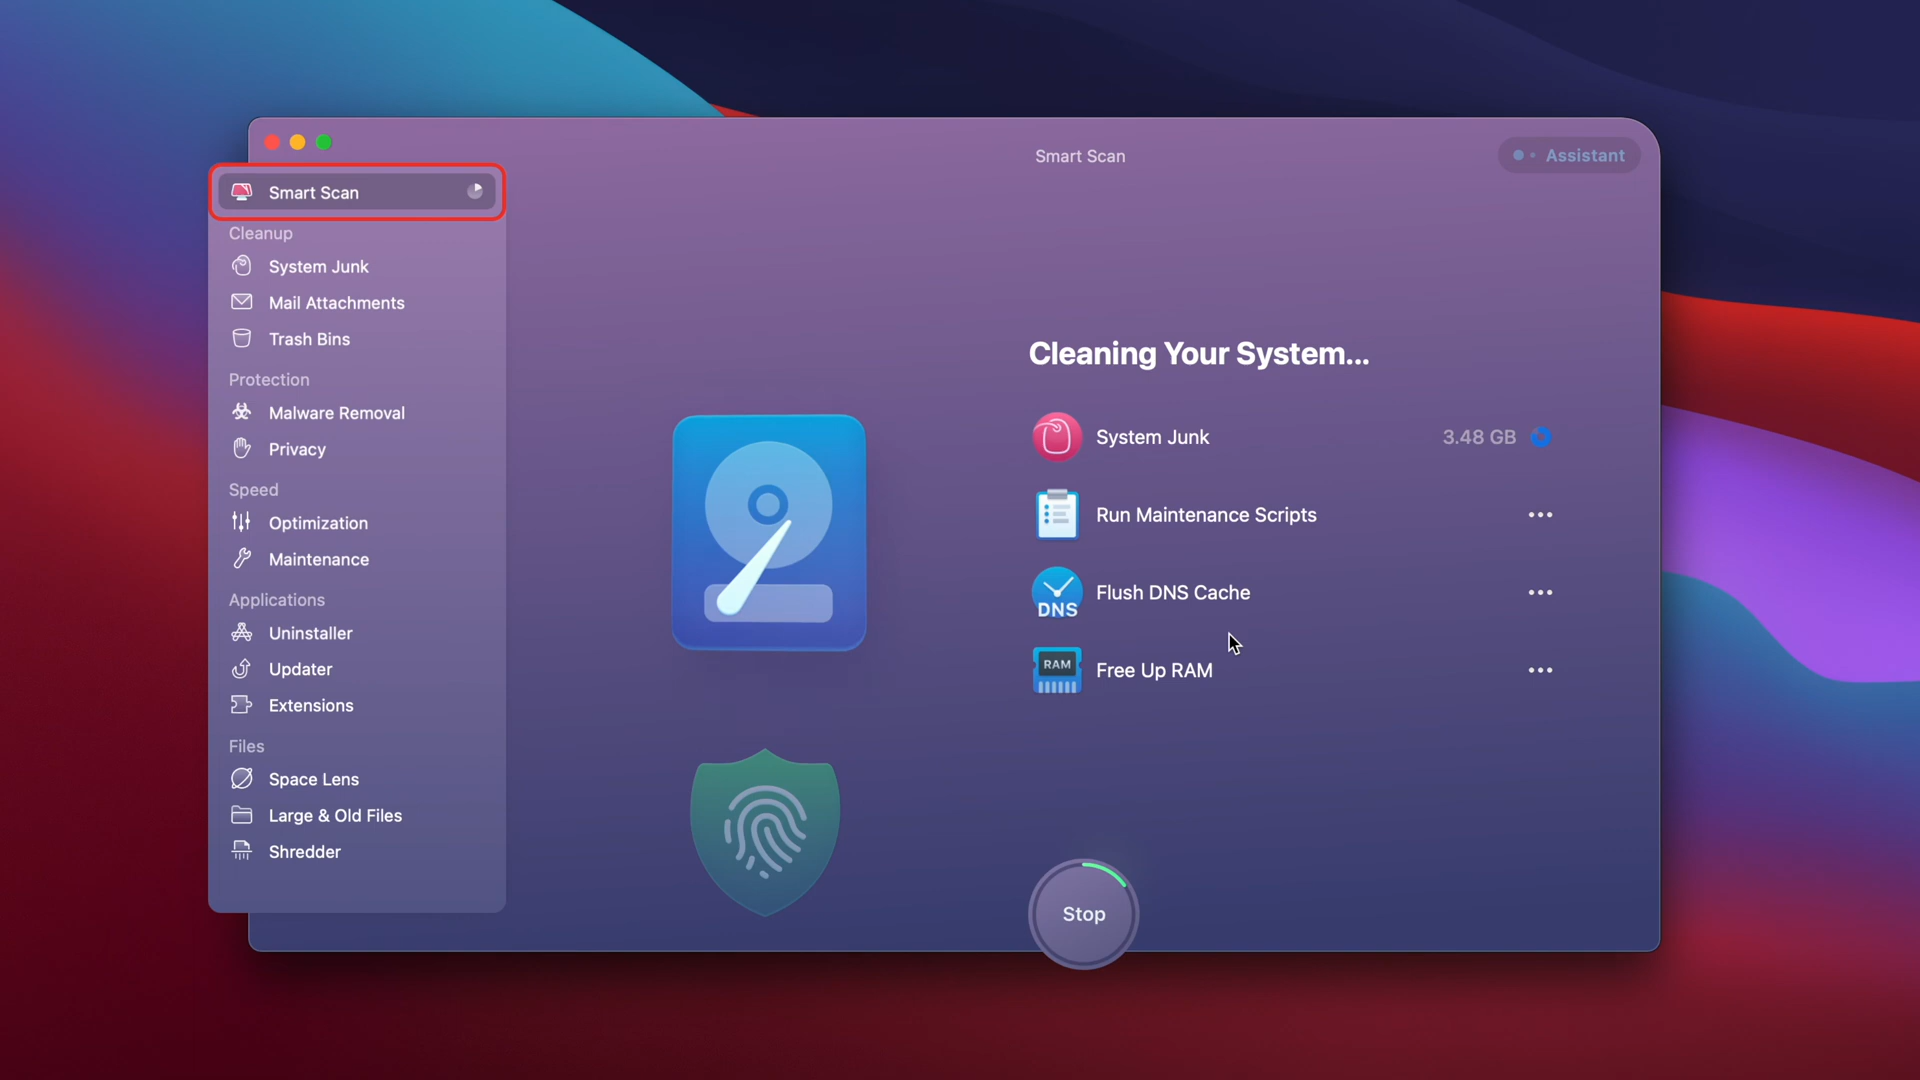 Smart Scan
Assistant
Smart Scan
Cleanup
System Junk
Mail Attachments
Trash Bins
Protection
Malware Removal
Privacy
Speed
Optimization
Maintenance
Applications
Uninstaller
Updater
Extensions
Files
Space Lens
Large & Old Files
Shredder
Cleaning Your System...
System Junk 3.48 GB
Run Maintenance Scripts
DNS Flush DNS Cache
RAM Free Up RAM
Stop